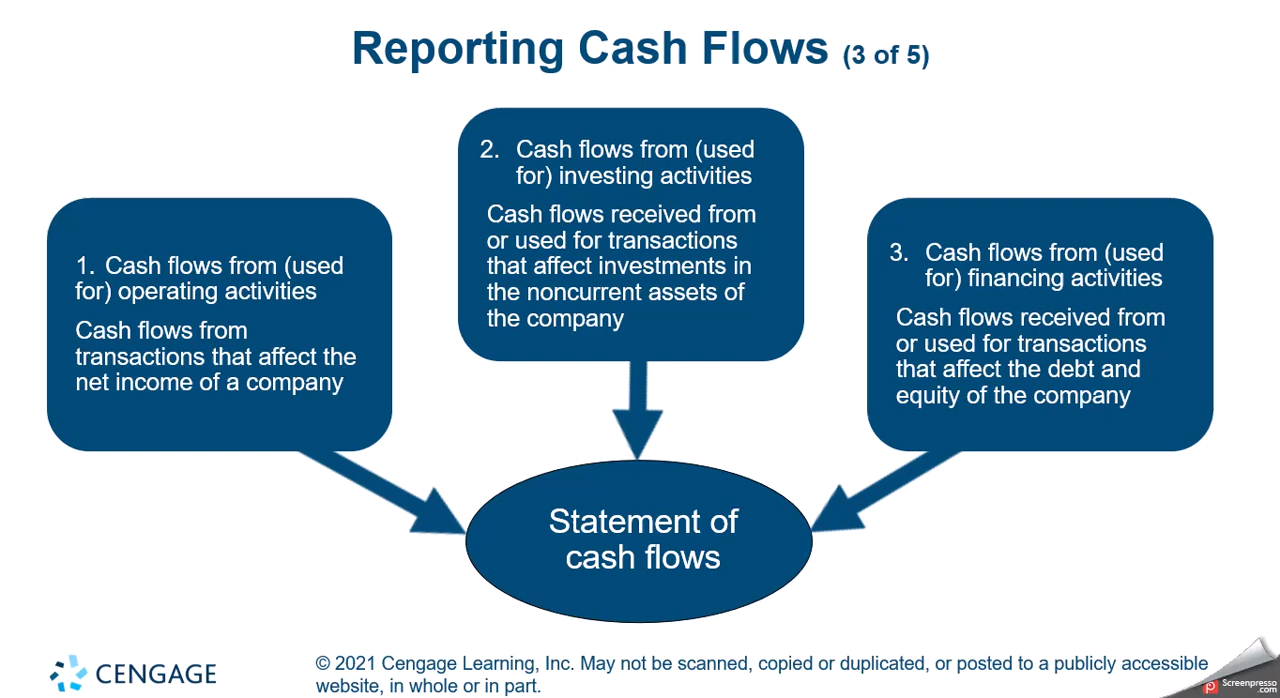 Reporting Cash Flows (3 of 5)
1. Cash flows from (used
for) operating activities
Cash flows from
transactions that affect the
net income of a company
2. Cash flows from (used
for) investing activities
Cash flows received from
or used for transactions
that affect investments in
the noncurrent assets of
the company
3. Cash flows from (used
for) financing activities
Cash flows received from
or used for transactions
that affect the debt and
equity of the company
Statement of
cash flows
CENGAGE
© 2021 Cengage Learning, Inc. May not be scanned, copied or duplicated, or posted to a publicly accessible
website, in whole or in part.
Screenpresso
.com